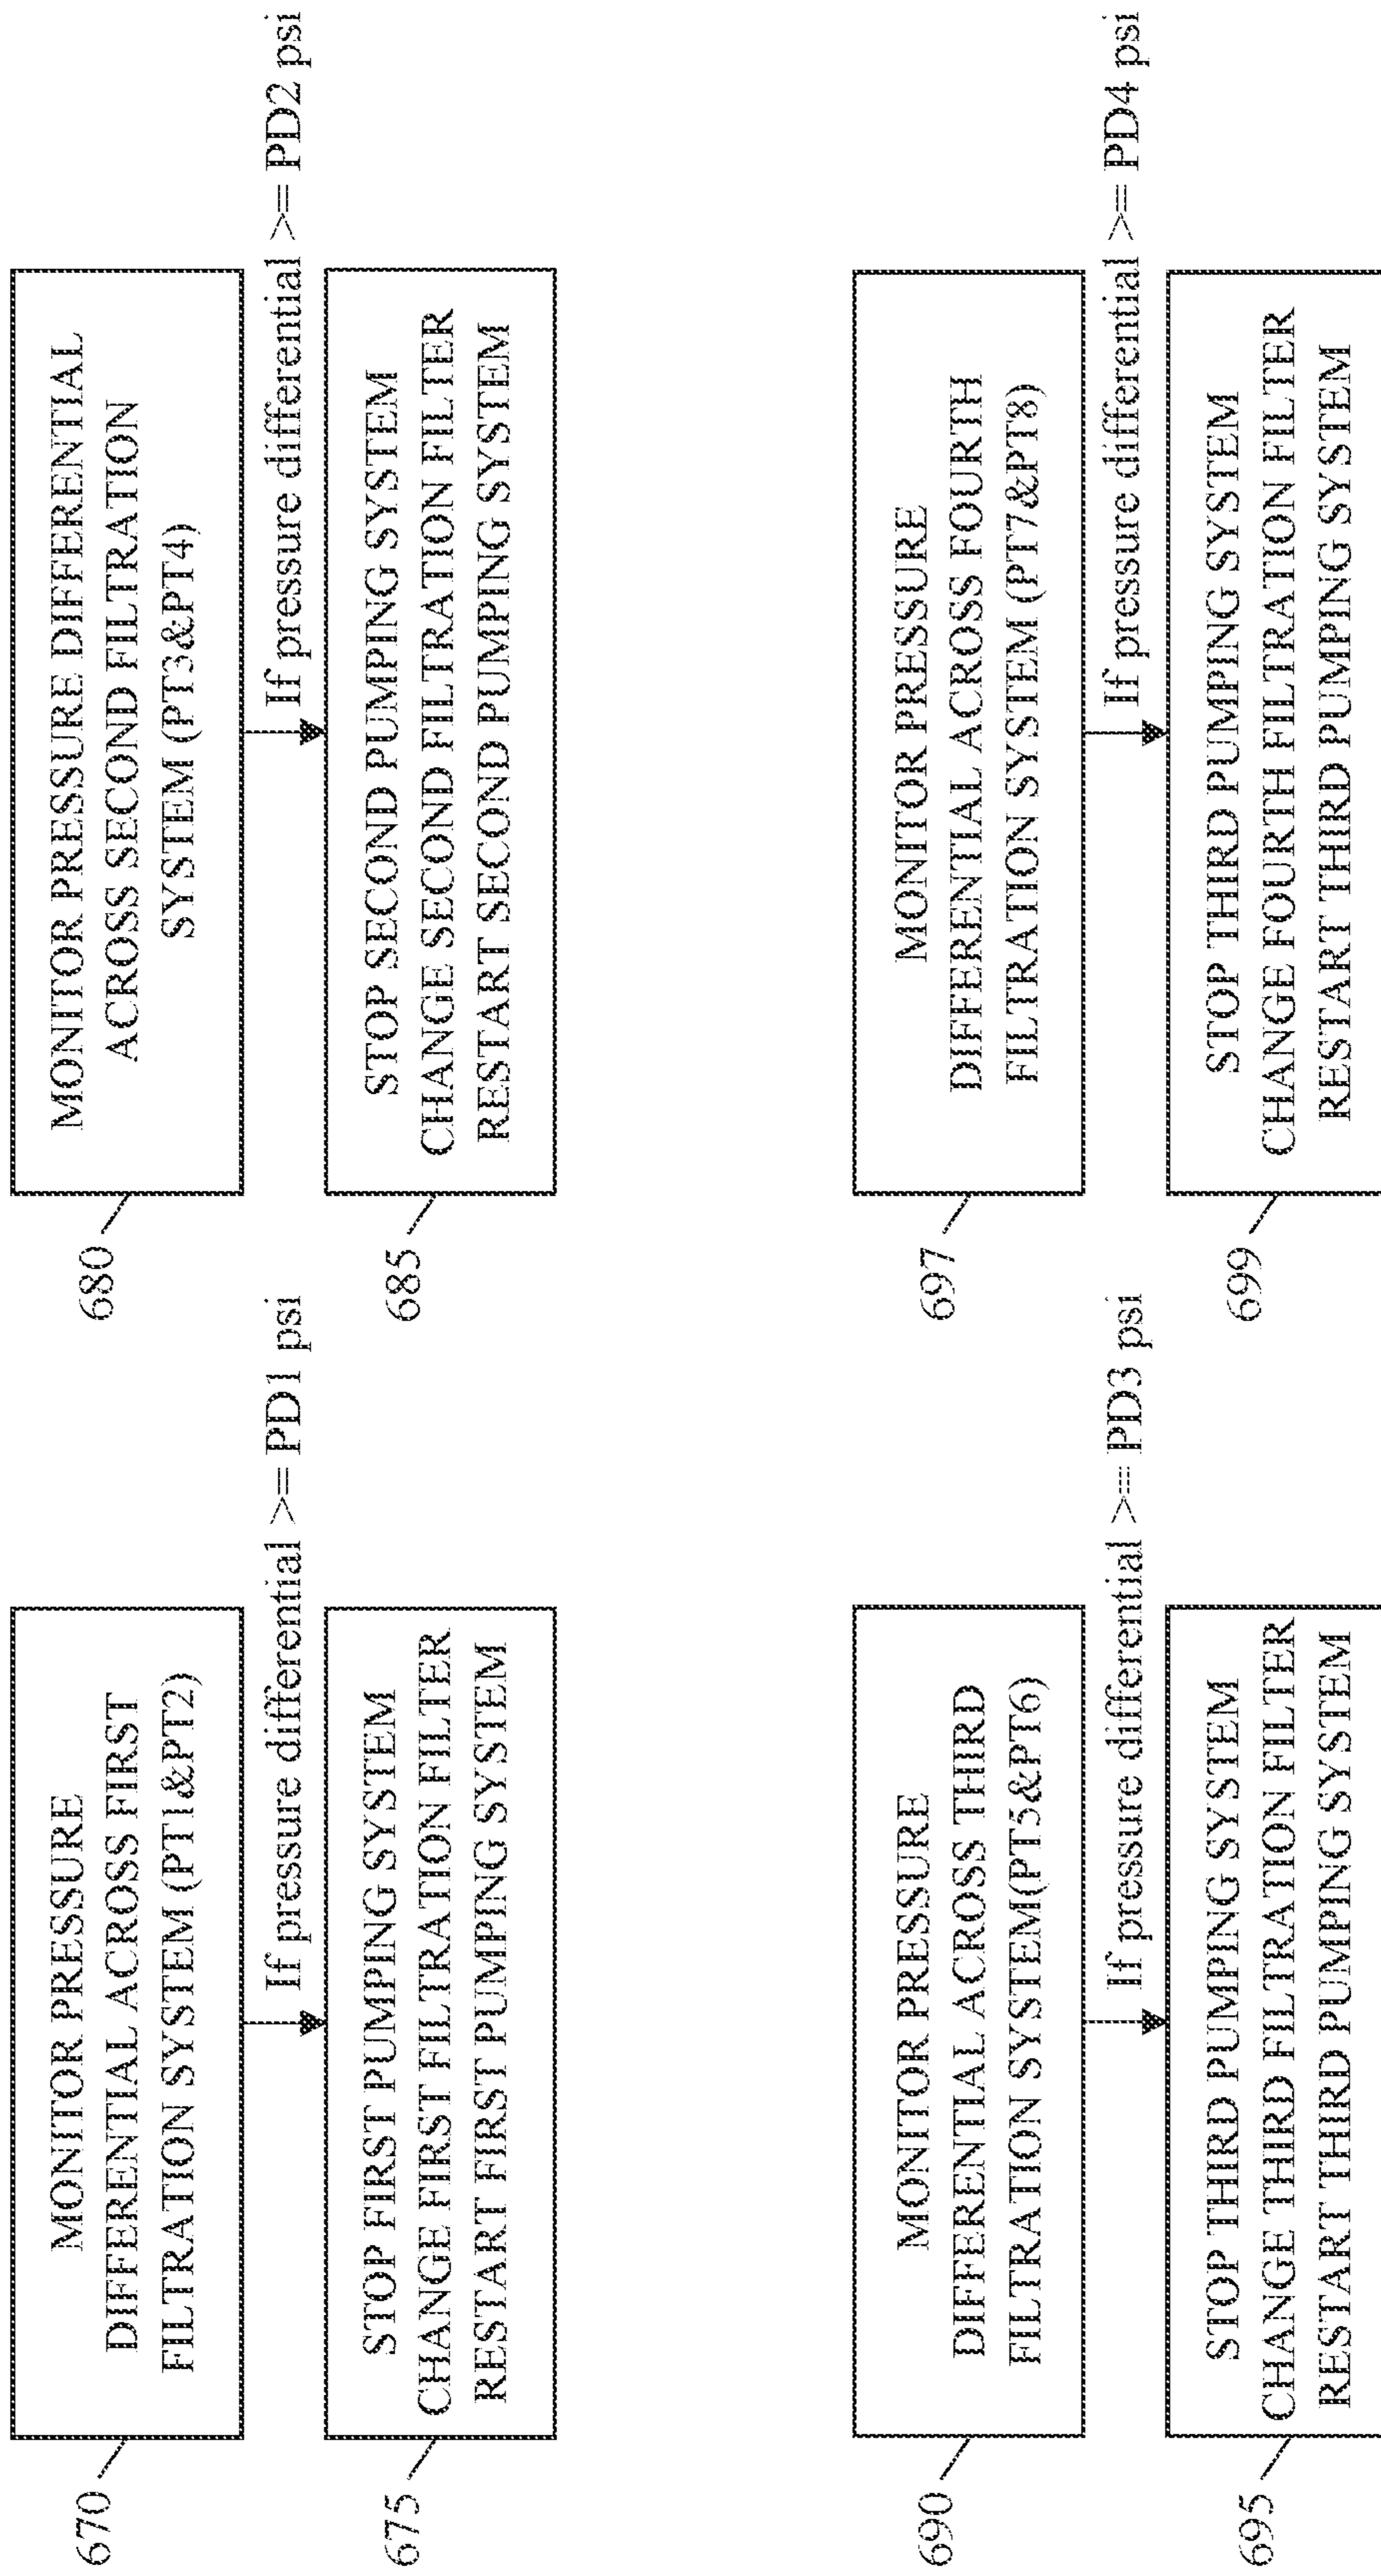 670
MONITOR PRESSURE
DIFFERENTIAL ACROSS FIRST
FILTRATION SYSTEM (PT1&PT2)
If pressure differential >= PD1 psi
675
STOP FIRST PUMPING SYSTEM
CHANGE FIRST FILTRATION FILTER
RESTART FIRST PUMPING SYSTEM
680
MONITOR PRESSURE DIFFERENTIAL
ACROSS SECOND FILTRATION
SYSTEM (PT3&PT4)
If pressure differential >= PD2 psi
685
STOP SECOND PUMPING SYSTEM
CHANGE SECOND FILTRATION FILTER
RESTART SECOND PUMPING SYSTEM
690
MONITOR PRESSURE
DIFFERENTIAL ACROSS THIRD
FILTRATION SYSTEM(PT5&PT6)
If pressure differential >= PD3 psi
695
STOP THIRD PUMPING SYSTEM
CHANGE THIRD FILTRATION FILTER
RESTART THIRD PUMPING SYSTEM
697
MONITOR PRESSURE
DIFFERENTIAL ACROSS FOURTH
FILTRATION SYSTEM (PT7&PT8)
If pressure differential >= PD4 psi
699
STOP THIRD PUMPING SYSTEM
CHANGE FOURTH FILTRATION FILTER
RESTART THIRD PUMPING SYSTEM